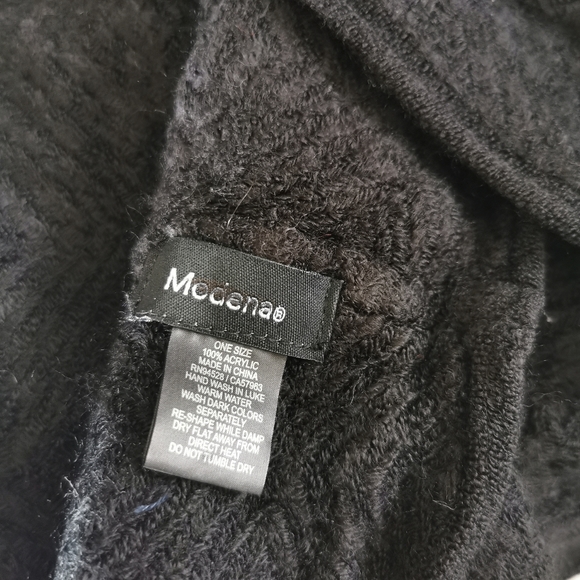 Modena®
ONE SIZE
100% ACRYLIC
MADE IN CHINA
RN94528 / CA57963
HAND WASH IN LUKE
WARM WATER
WASH DARK COLORS
SEPARATELY
RE-SHAPE WHILE DAMP
DRY FLAT AWAY FROM
DIRECT HEAT
DO NOT TUMBLE DRY